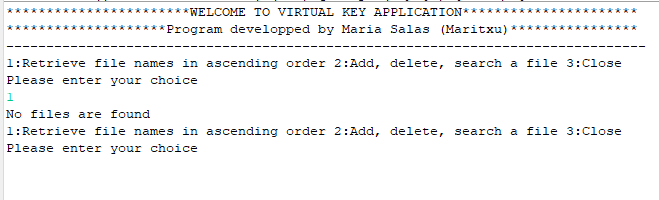 ***********************WELCOME TO VIRTUAL KEY APPLICATION**********************
********************Program developped by Maria Salas (Maritxu)****************
---------------------------------------------------------------------------------
1:Retrieve file names in ascending order 2:Add, delete, search a file 3:Close
Please enter your choice
1
No files are found
1:Retrieve file names in ascending order 2:Add, delete, search a file 3:Close
Please enter your choice